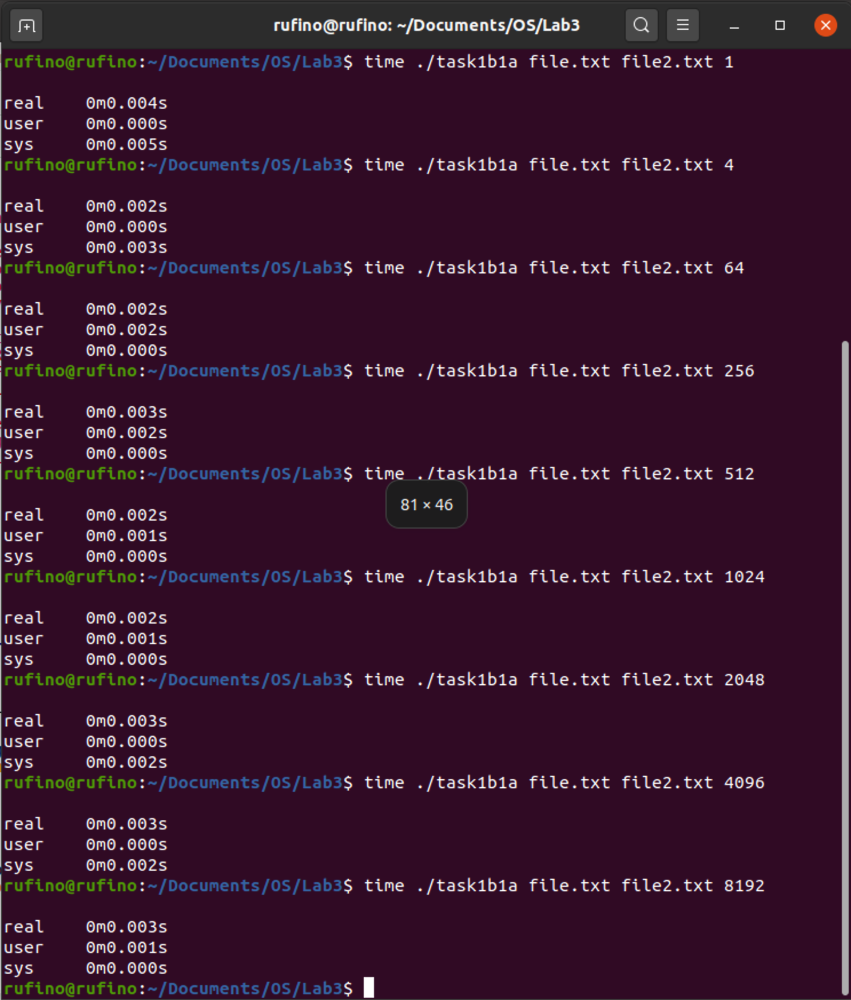 rufino@rufino: ~/Documents/OS/Lab3
rufino@rufino:~/Documents/OS/Lab3$ time ./task1b1a file.txt file2.txt 1
real 0m0.004s
user 0m0.000s
sys 0m0.005s
rufino@rufino:~/Documents/OS/Lab3$ time ./task1b1a file.txt file2.txt 4
real 0m0.002s
user 0m0.000s
sys 0m0.003s
rufino@rufino:~/Documents/OS/Lab3$ time ./task1b1a file.txt file2.txt 64
real 0m0.002s
user 0m0.002s
sys 0m0.000s
rufino@rufino:~/Documents/OS/Lab3$ time ./task1b1a file.txt file2.txt 256
real 0m0.003s
user 0m0.002s
sys 0m0.000s
rufino@rufino:~/Documents/OS/Lab3$ time ./task1b1a file.txt file2.txt 512
81 × 46
real 0m0.002s
user 0m0.001s
sys 0m0.000s
rufino@rufino:~/Documents/OS/Lab3$ time ./task1b1a file.txt file2.txt 1024
real 0m0.002s
user 0m0.001s
sys 0m0.000s
rufino@rufino:~/Documents/OS/Lab3$ time ./task1b1a file.txt file2.txt 2048
real 0m0.003s
user 0m0.000s
sys 0m0.002s
rufino@rufino:~/Documents/OS/Lab3$ time ./task1b1a file.txt file2.txt 4096
real 0m0.003s
user 0m0.000s
sys 0m0.002s
rufino@rufino:~/Documents/OS/Lab3$ time ./task1b1a file.txt file2.txt 8192
real 0m0.003s
user 0m0.001s
sys 0m0.000s
rufino@rufino:~/Documents/OS/Lab3$